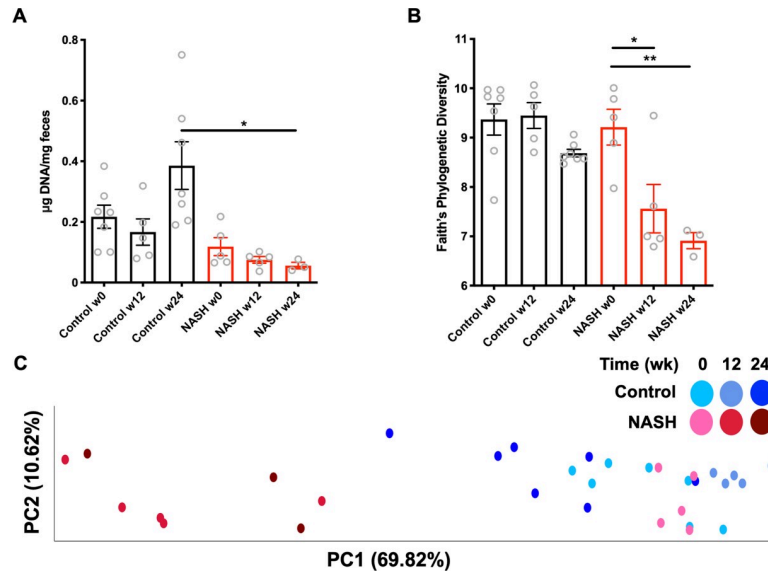 A
µg DNA/mg feces
0.8
0.6
0.4
0.2
0
*
Control w0
Control w12
Control w24
NASH w0
NASH w12
NASH w24
B
Faith's Phylogenetic Diversity
11
10
9
8
7
6
*
**
Control w0
Control w12
Control w24
NASH w0
NASH w12
NASH w24
C
Time (wk) 0 12 24
Control
NASH
PC2 (10.62%)
PC1 (69.82%)